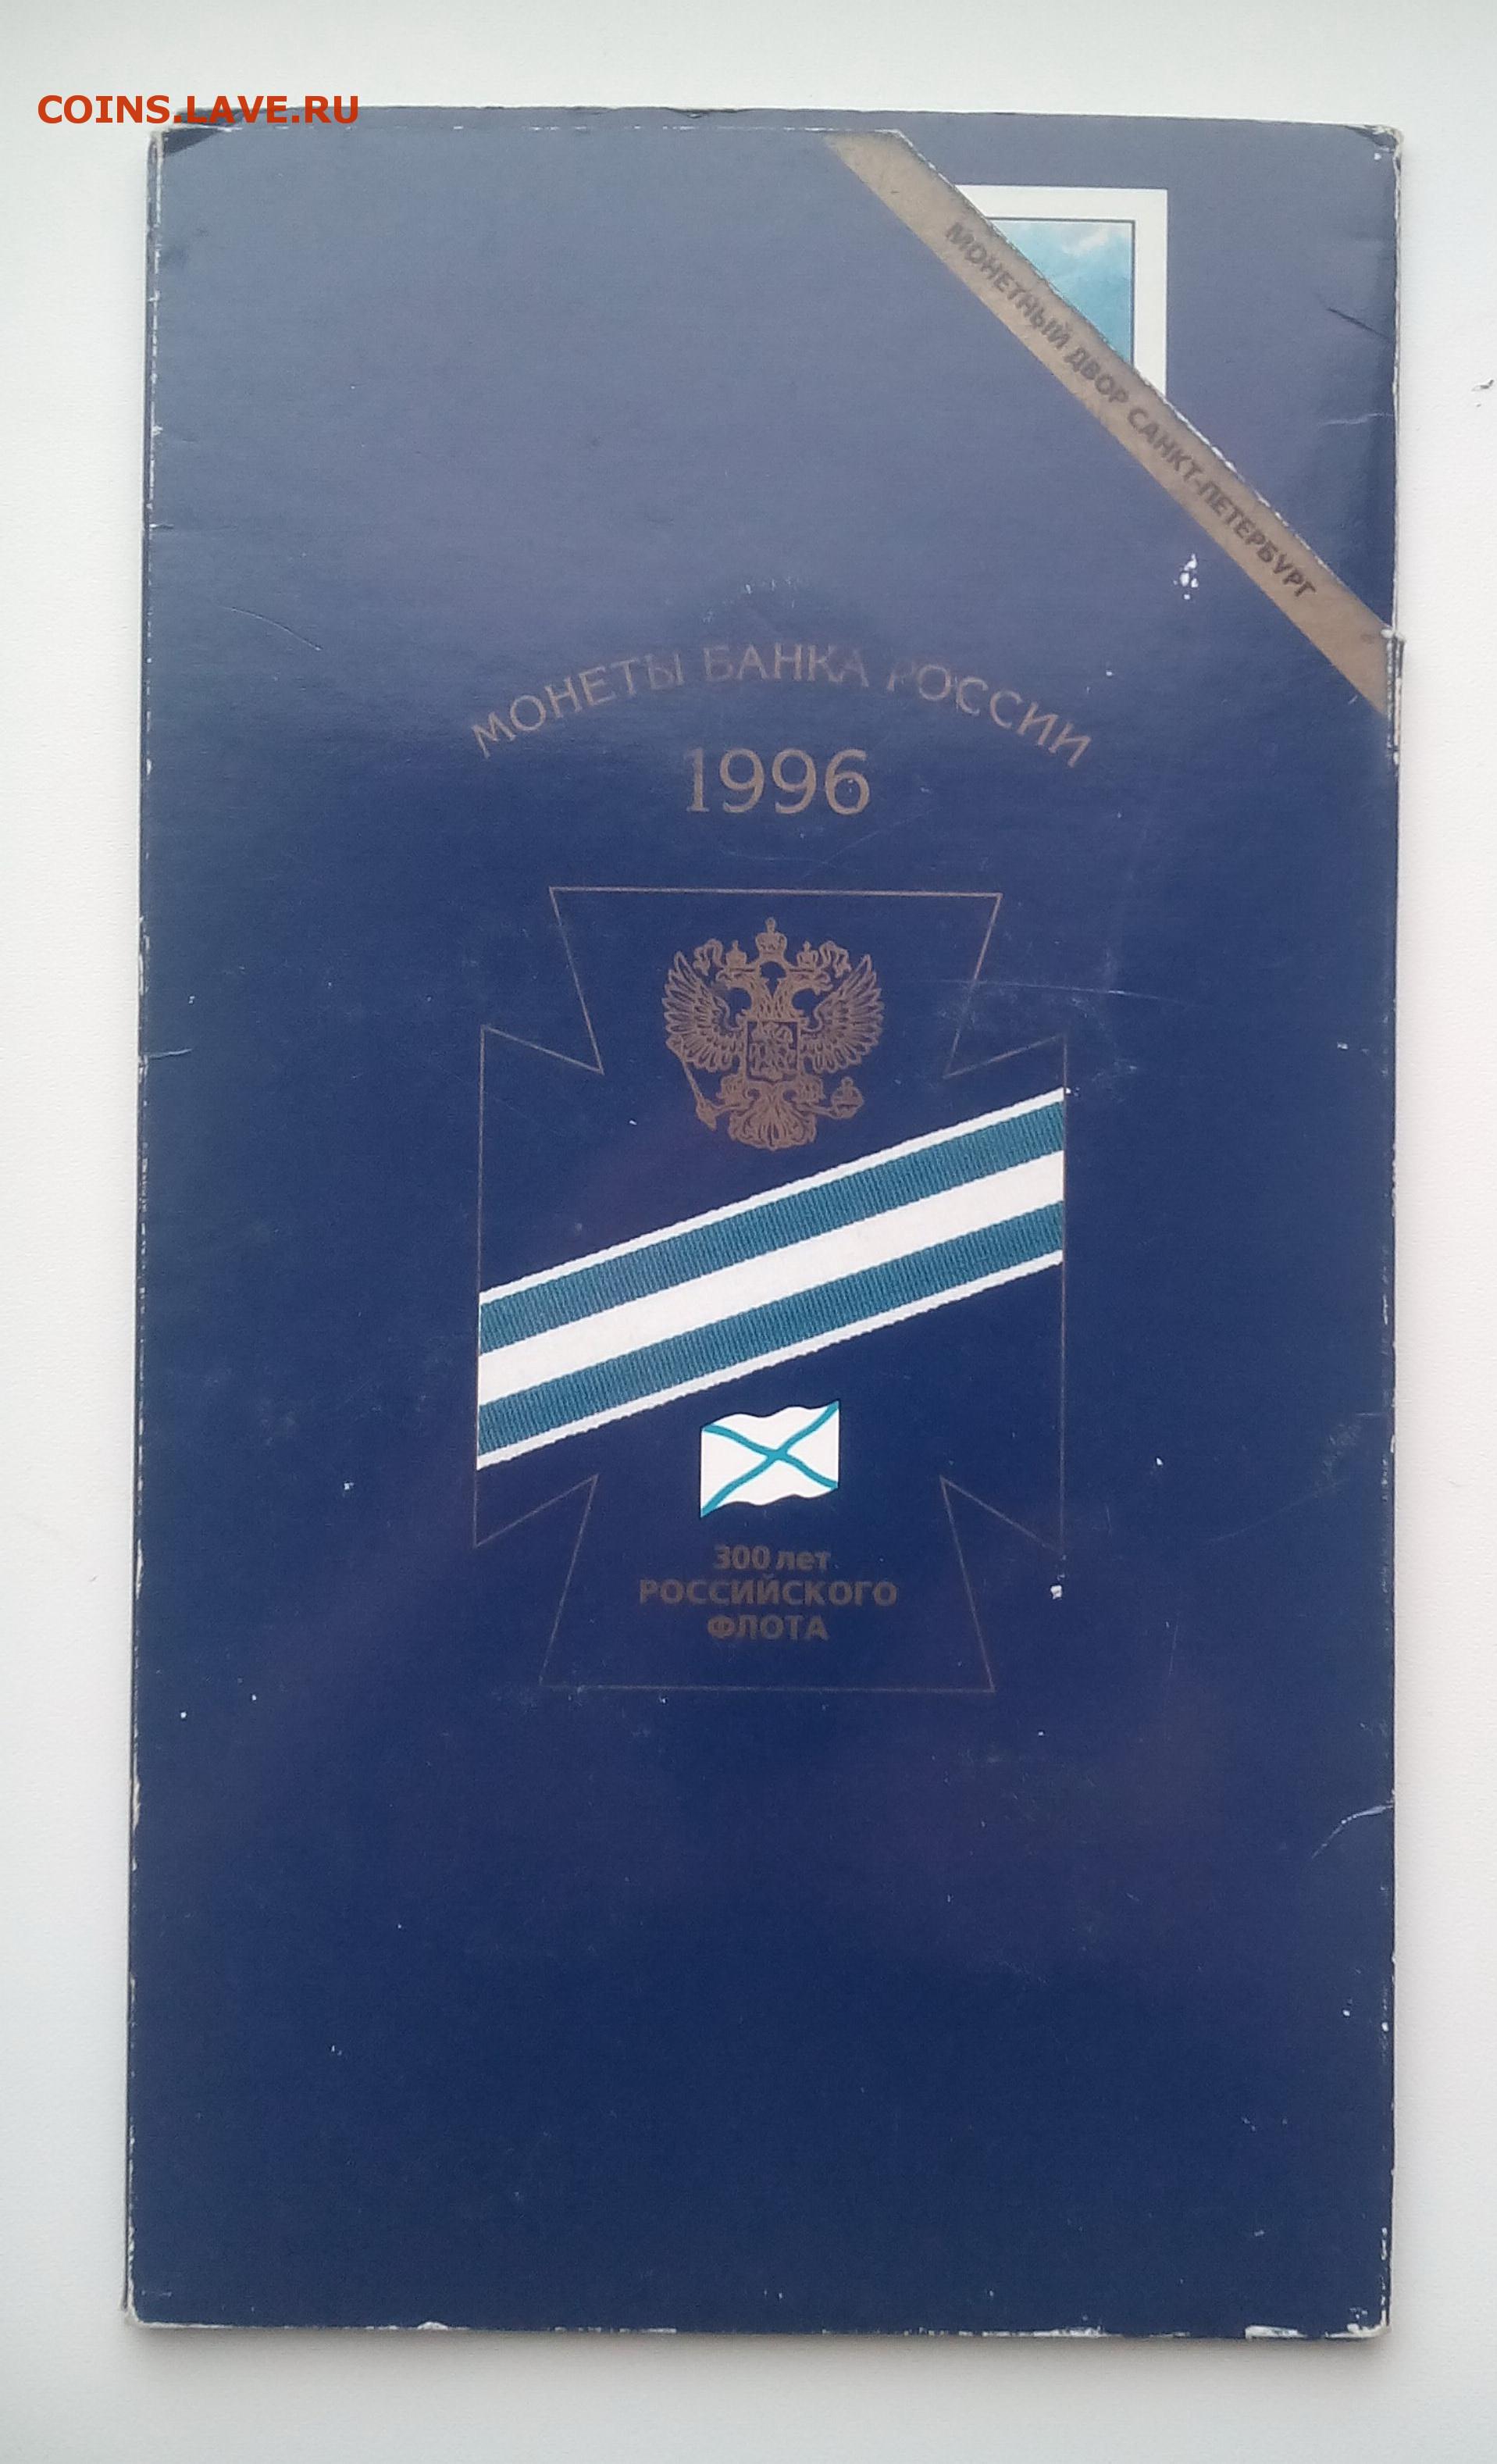 COINS.LAVE.RU
МОНЕТНЫЙ ДВОР САНКТ-ПЕТЕРБУРГ
МОНЕТЫ БАНКА РОССИИ
1996
300 лет
РОССИЙСКОГО
ФЛОТА